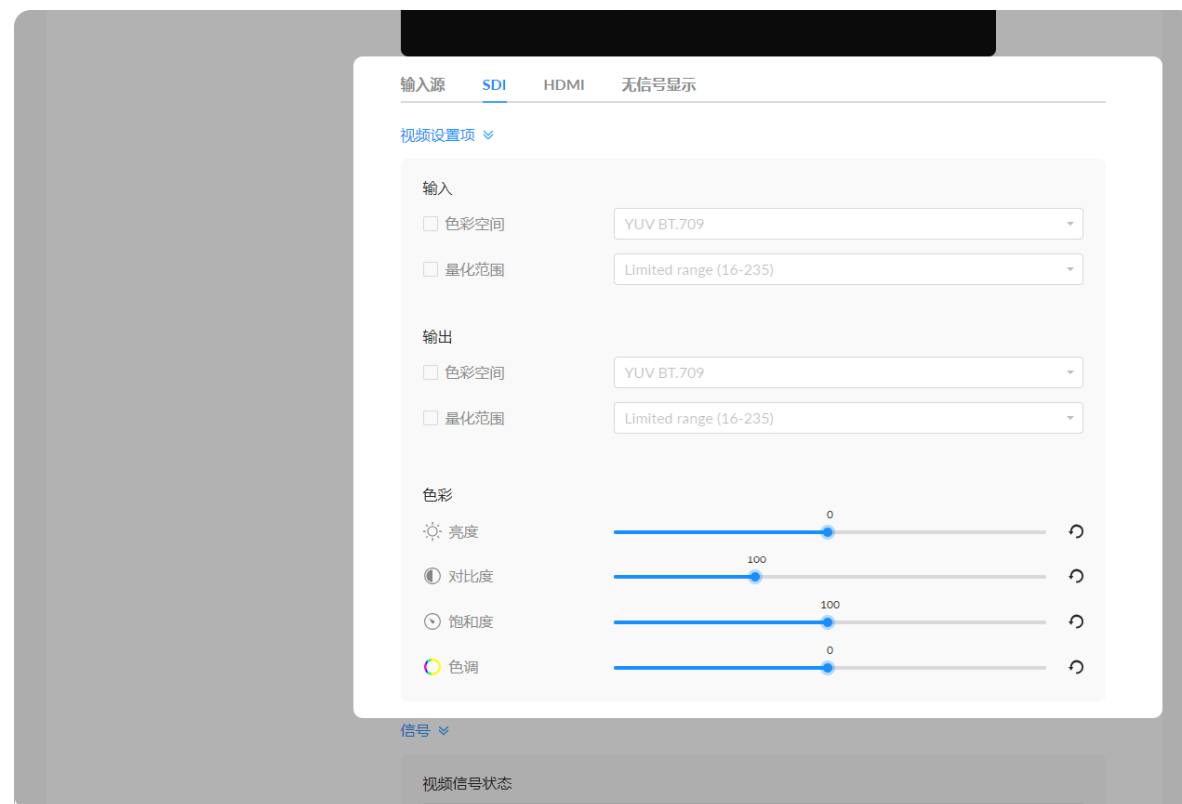 输入源 SDI HDMI 无信号显示
视频设置项
输入
色彩空间 YUV BT.709
量化范围 Limited range (16-235)
输出
色彩空间 YUV BT.709
量化范围 Limited range (16-235)
色彩
0
亮度
100
对比度
100
饱和度
0
色调
信号
视频信号状态